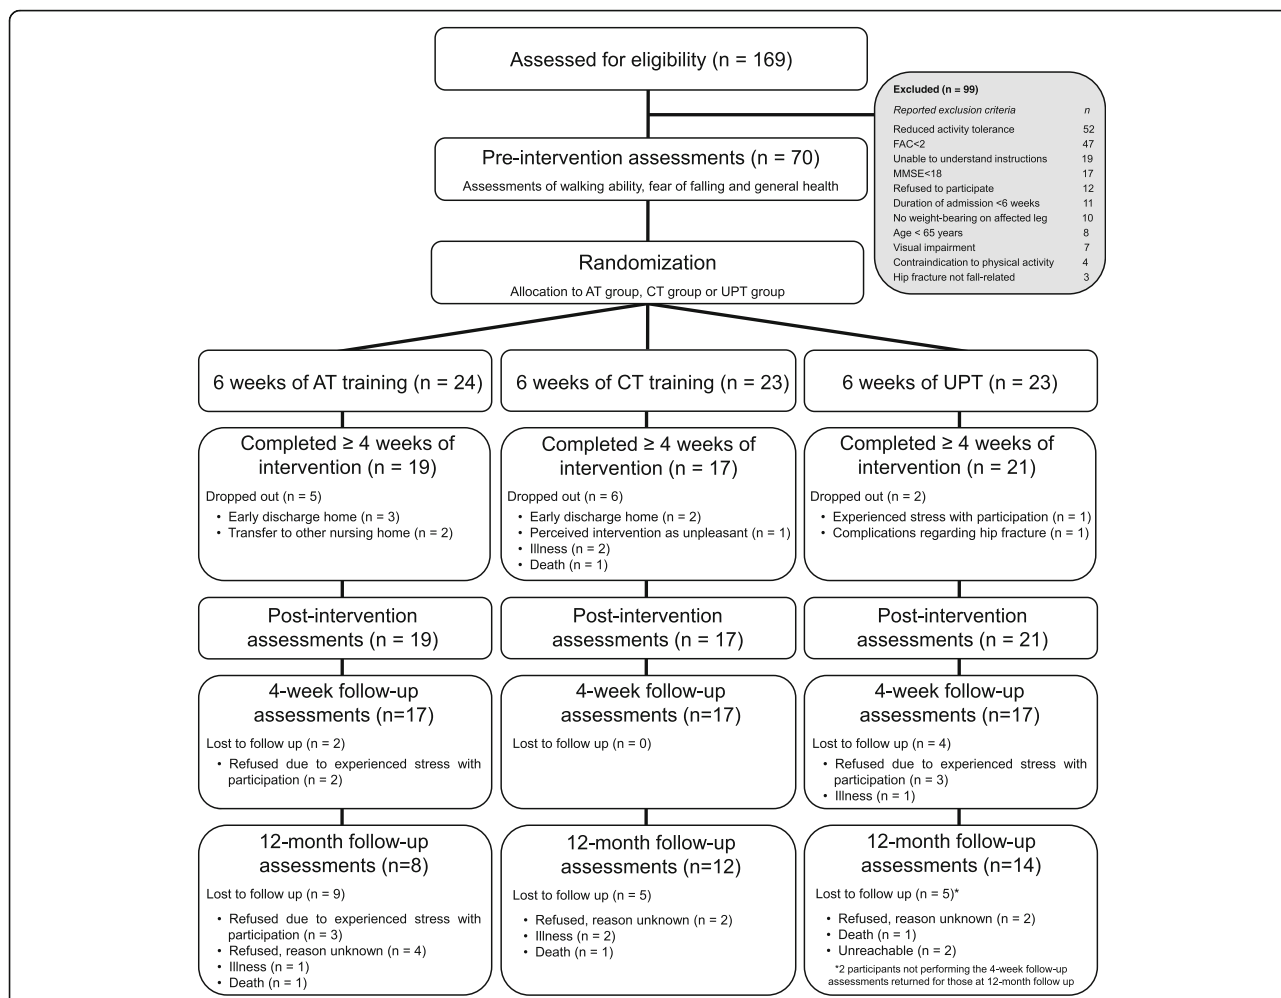 Assessed for eligibility (n = 169)
Excluded (n = 99)
Reported exclusion criteria n
Reduced activity tolerance 52
FAC<2 47
Unable to understand instructions 19
MMSE<18 17
Refused to participate 12
Duration of admission <6 weeks 11
No weight-bearing on affected leg 10
Age < 65 years 8
Visual impairment 7
Contraindication to physical activity 4
Hip fracture not fall-related 3
Pre-intervention assessments (n = 70)
Assessments of walking ability, fear of falling and general health
Randomization
Allocation to AT group, CT group or UPT group
6 weeks of AT training (n = 24)
6 weeks of CT training (n = 23)
6 weeks of UPT (n = 23)
Completed ≥ 4 weeks of
intervention (n = 19)
Dropped out (n = 5)
• Early discharge home (n = 3)
• Transfer to other nursing home (n = 2)
Completed ≥ 4 weeks of
intervention (n = 17)
Dropped out (n = 6)
• Early discharge home (n = 2)
• Perceived intervention as unpleasant (n = 1)
• Illness (n = 2)
• Death (n = 1)
Completed ≥ 4 weeks of
intervention (n = 21)
Dropped out (n = 2)
• Experienced stress with participation (n = 1)
• Complications regarding hip fracture (n = 1)
Post-intervention
assessments (n = 19)
Post-intervention
assessments (n = 17)
Post-intervention
assessments (n = 21)
4-week follow-up
assessments (n=17)
Lost to follow up (n = 2)
• Refused due to experienced stress with
participation (n = 2)
4-week follow-up
assessments (n=17)
Lost to follow up (n = 0)
4-week follow-up
assessments (n=17)
Lost to follow up (n = 4)
• Refused due to experienced stress with
participation (n = 3)
• Illness (n = 1)
12-month follow-up
assessments (n=8)
Lost to follow up (n = 9)
• Refused due to experienced stress with
participation (n = 3)
• Refused, reason unknown (n = 4)
• Illness (n = 1)
• Death (n = 1)
12-month follow-up
assessments (n=12)
Lost to follow up (n = 5)
• Refused, reason unknown (n = 2)
• Illness (n = 2)
• Death (n = 1)
12-month follow-up
assessments (n=14)
Lost to follow up (n = 5)*
• Refused, reason unknown (n = 2)
• Death (n = 1)
• Unreachable (n = 2)
*2 participants not performing the 4-week follow-up
assessments returned for those at 12-month follow up